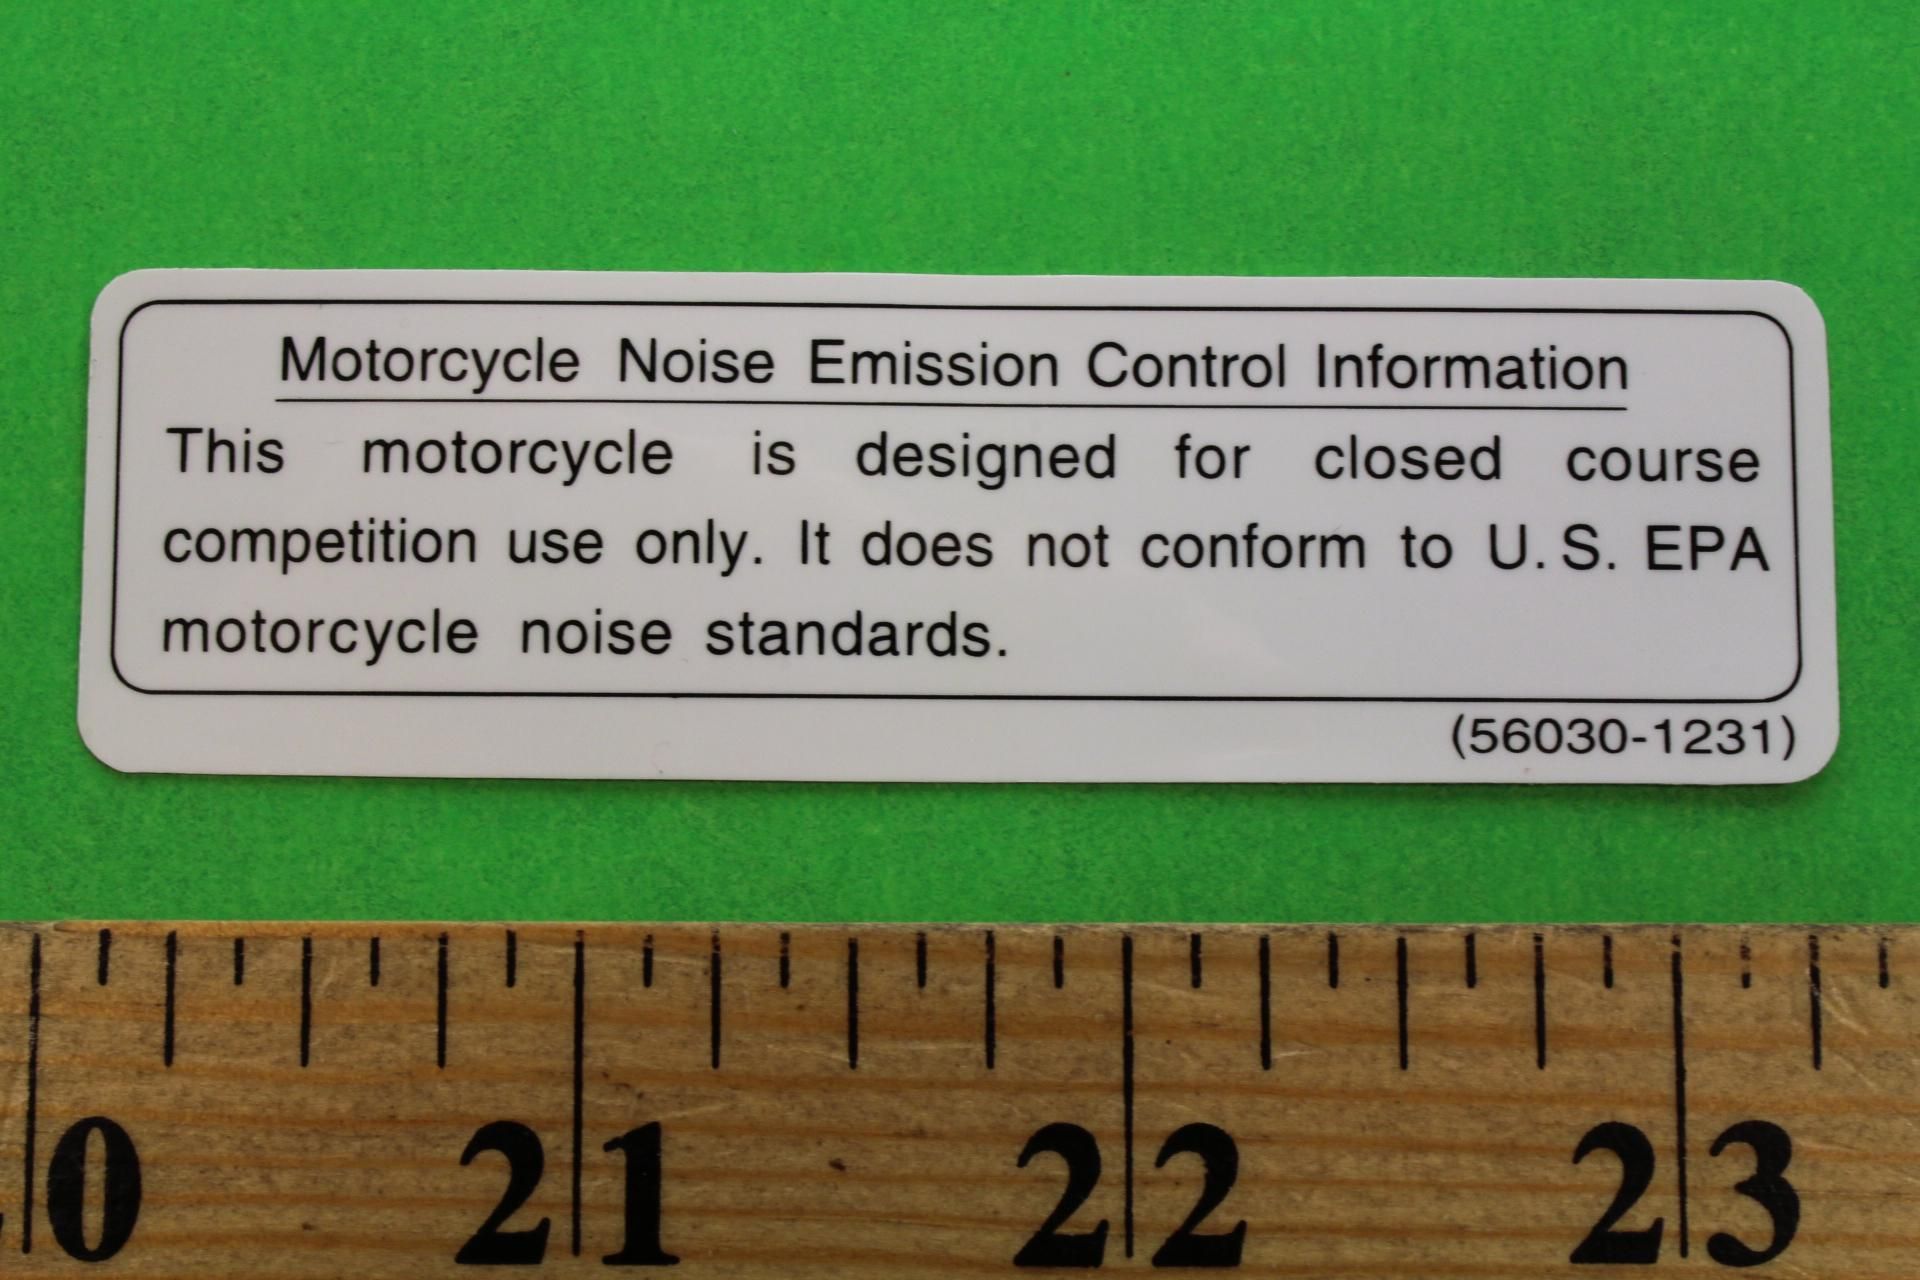 Motorcycle Noise Emission Control Information
This motorcycle is designed for closed course
competition use only. It does not conform to U.S. EPA
motorcycle noise standards.
(56030-1231)
0 21 22 23